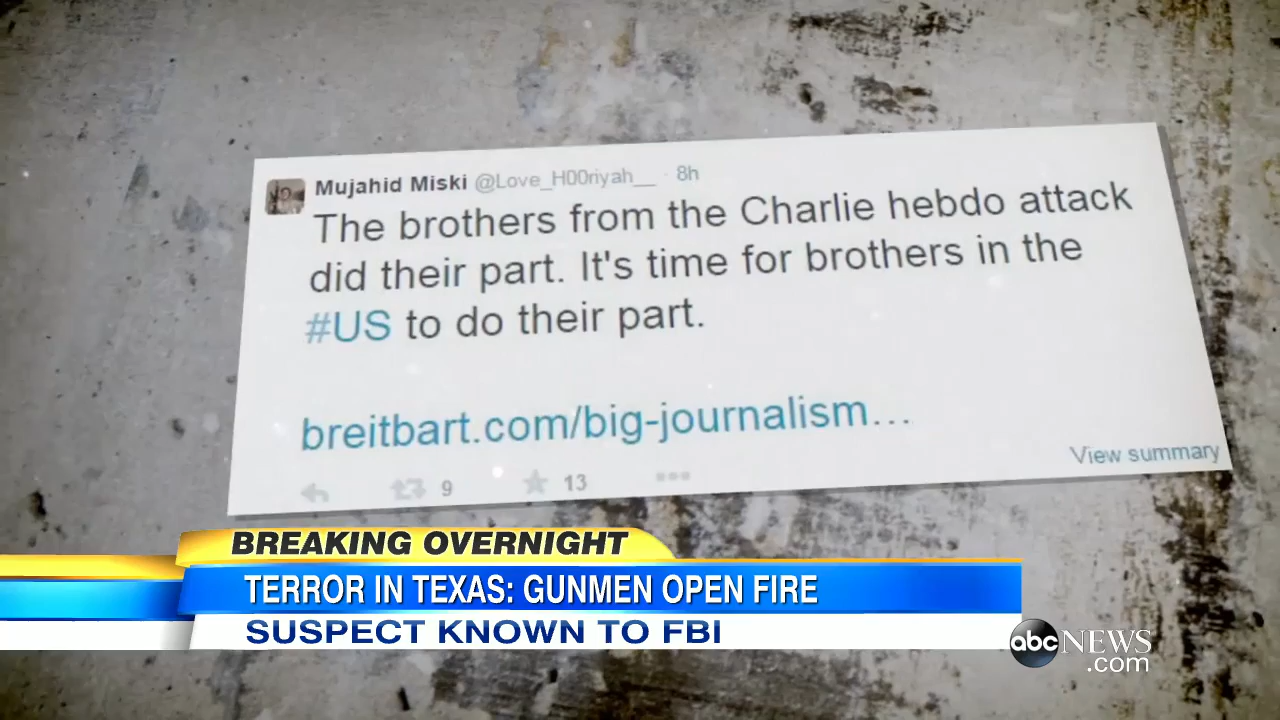 Mujahid Miski @Love_H00riyah__ · 8h
The brothers from the Charlie hebdo attack
did their part. It's time for brothers in the
#US to do their part.
breitbart.com/big-journalism...
View summary
9 13
BREAKING OVERNIGHT
TERROR IN TEXAS: GUNMEN OPEN FIRE
SUSPECT KNOWN TO FBI
abc NEWS
.com